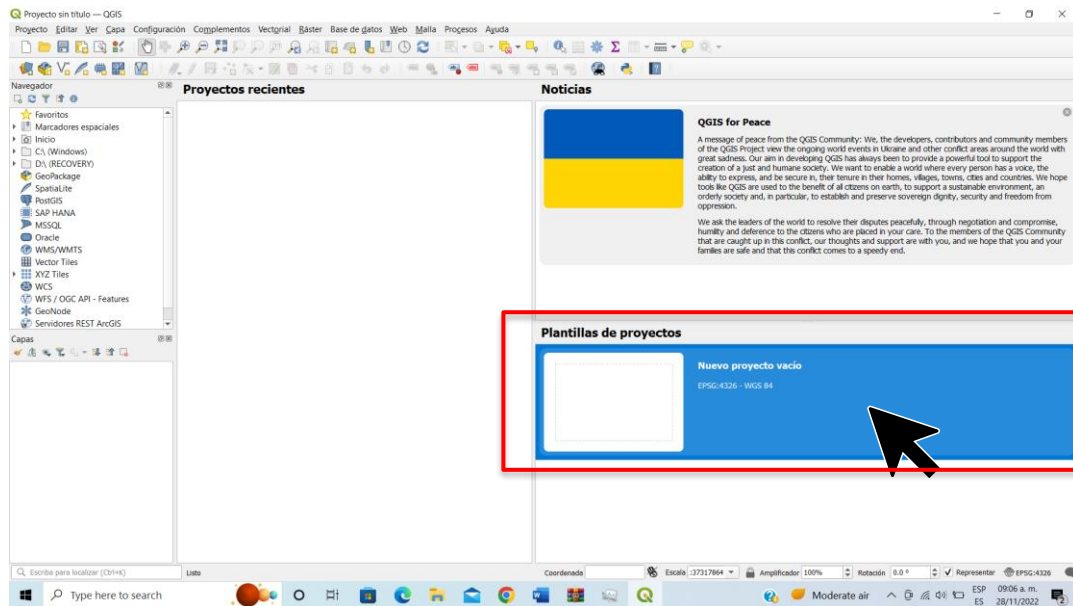 Proyecto sin título — QGIS
Proyecto Editar Ver Capa Configuración Complementos Vectorial Ráster Base de datos Web Malla Procesos Ayuda
Navegador
Favoritos
Marcadores espaciales
Inicio
C:\ (Windows)
D:\ (RECOVERY)
GeoPackage
SpatiaLite
PostGIS
SAP HANA
MSSQL
Oracle
WMS/WMTS
Vector Tiles
XYZ Tiles
WCS
WFS / OGC API - Features
GeoNode
Servidores REST ArcGIS
Capas
Proyectos recientes
Noticias
QGIS for Peace
A message of peace from the QGIS Community: We, the developers, contributors and community members
of the QGIS Project view the ongoing world events in Ukraine and other conflict areas around the world with
great sadness. Our aim in developing QGIS has always been to provide a powerful tool to support the
creation of a just and humane society. We want to enable a world where every person has a voice, the
ability to express, and be secure in, their tenure in their homes, villages, towns, cities and countries. We hope
tools like QGIS are used to the benefit of all citizens on earth, to support a sustainable environment, an
orderly society and, in particular, to establish and preserve sovereign dignity, security and freedom from
oppression.
We ask the leaders of the world to resolve their disputes peacefully, through negotiation and compromise,
humility and deference to the citizens who are placed in your care. To the members of the QGIS Community
that are caught up in this conflict, our thoughts and support are with you, and we hope that you and your
families are safe and that this conflict comes to a speedy end.
Plantillas de proyectos
Nuevo proyecto vacío
EPSG:4326 - WGS 84
Escriba para localizar (Ctrl+K) Listo Coordenada Escala :37317864 Amplificador 100% Rotación 0.0 ° Representar EPSG:4326
Type here to search Moderate air ESP 09:06 a. m.
ES 28/11/2022 2